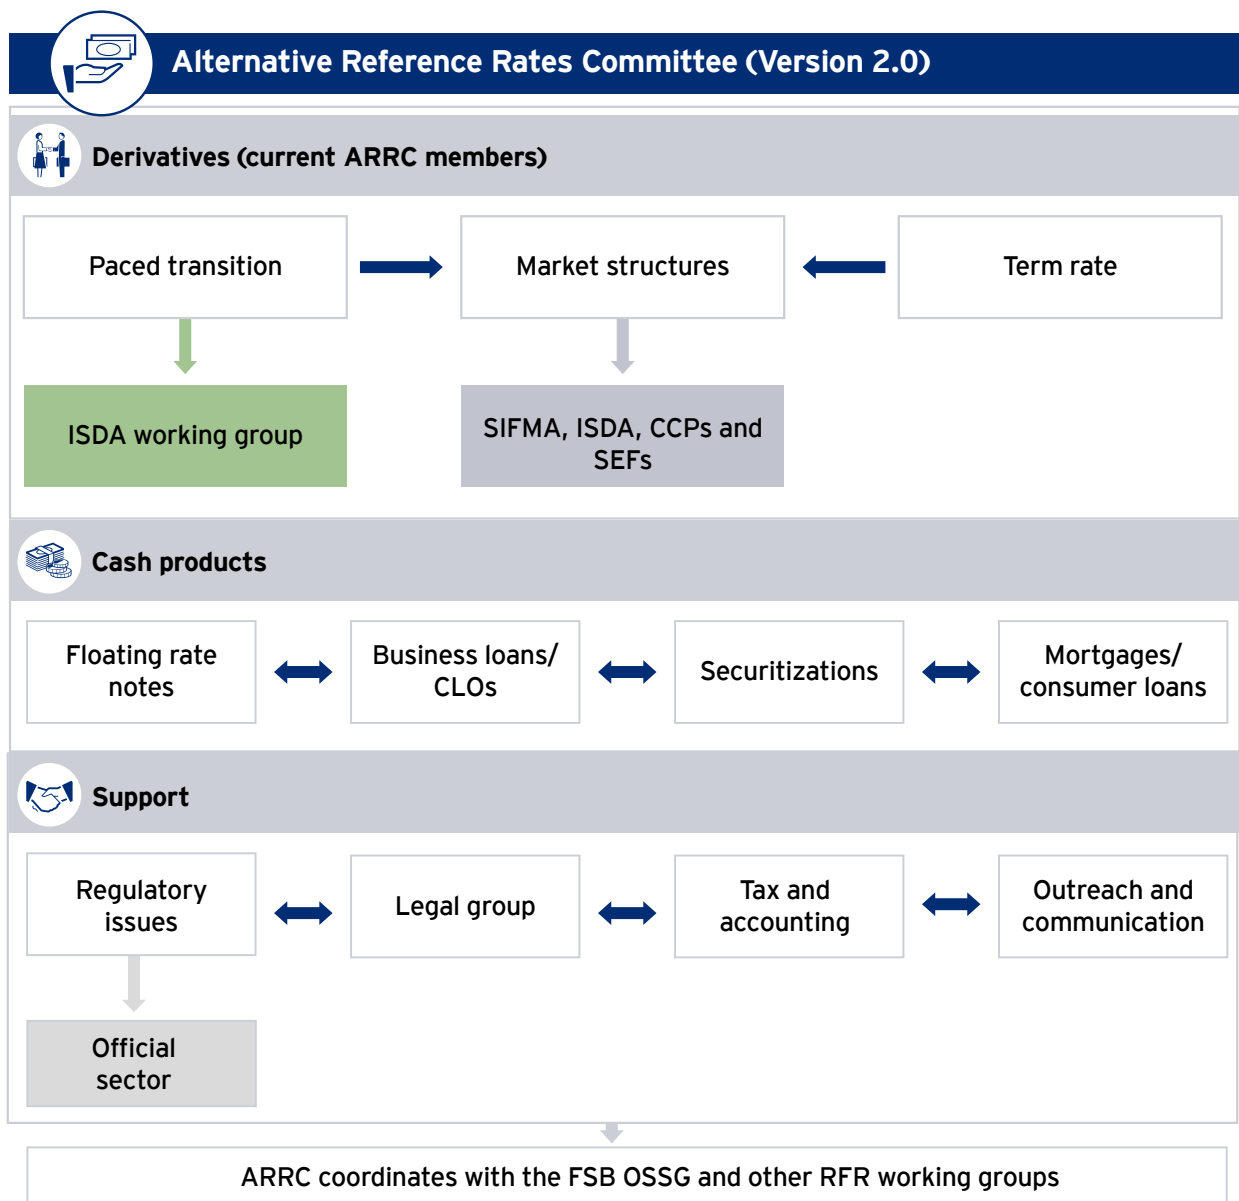 Alternative Reference Rates Committee (Version 2.0)
Derivatives (current ARRC members)
Paced transition
Market structures
Term rate
ISDA working group
SIFMA, ISDA, CCPs and
SEFs
Cash products
Floating rate
notes
Business loans/
CLOs
Securitizations
Mortgages/
consumer loans
Support
Regulatory
issues
Legal group
Tax and
accounting
Outreach and
communication
Official
sector
ARRC coordinates with the FSB OSSG and other RFR working groups